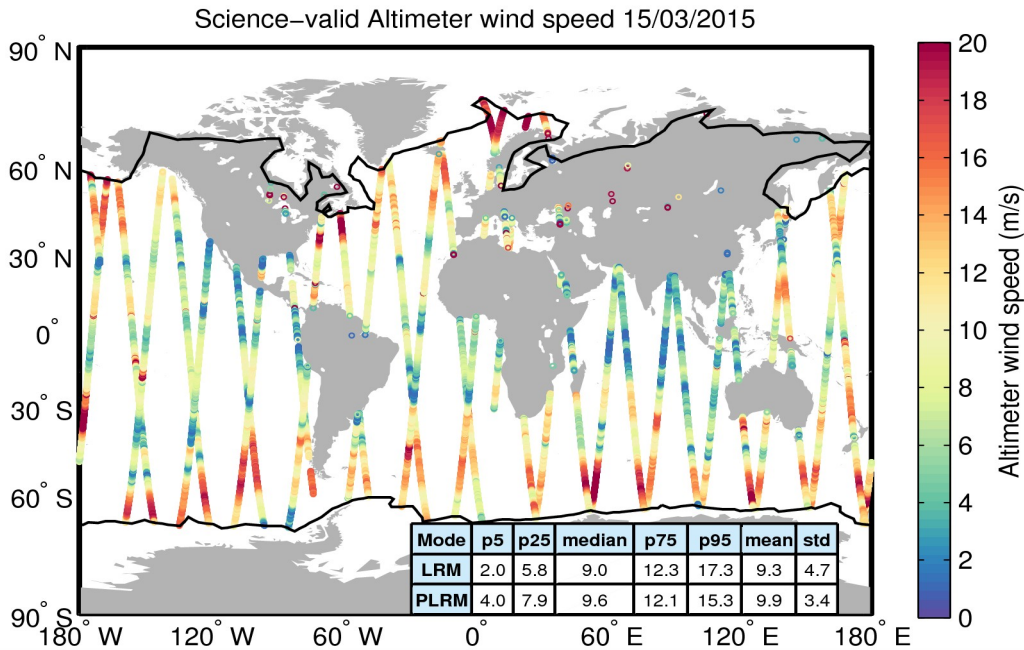 Science−valid Altimeter wind speed 15/03/2015
90° N
60° N
30° N
0°
30° S
60° S
90° S
180° W
120° W
60° W
0°
60° E
120° E
180° E
Mode p5 p25 median p75 p95 mean std
LRM 2.0 5.8 9.0 12.3 17.3 9.3 4.7
PLRM 4.0 7.9 9.6 12.1 15.3 9.9 3.4
20
18
16
14
12
10
8
6
4
2
0
Altimeter wind speed (m/s)